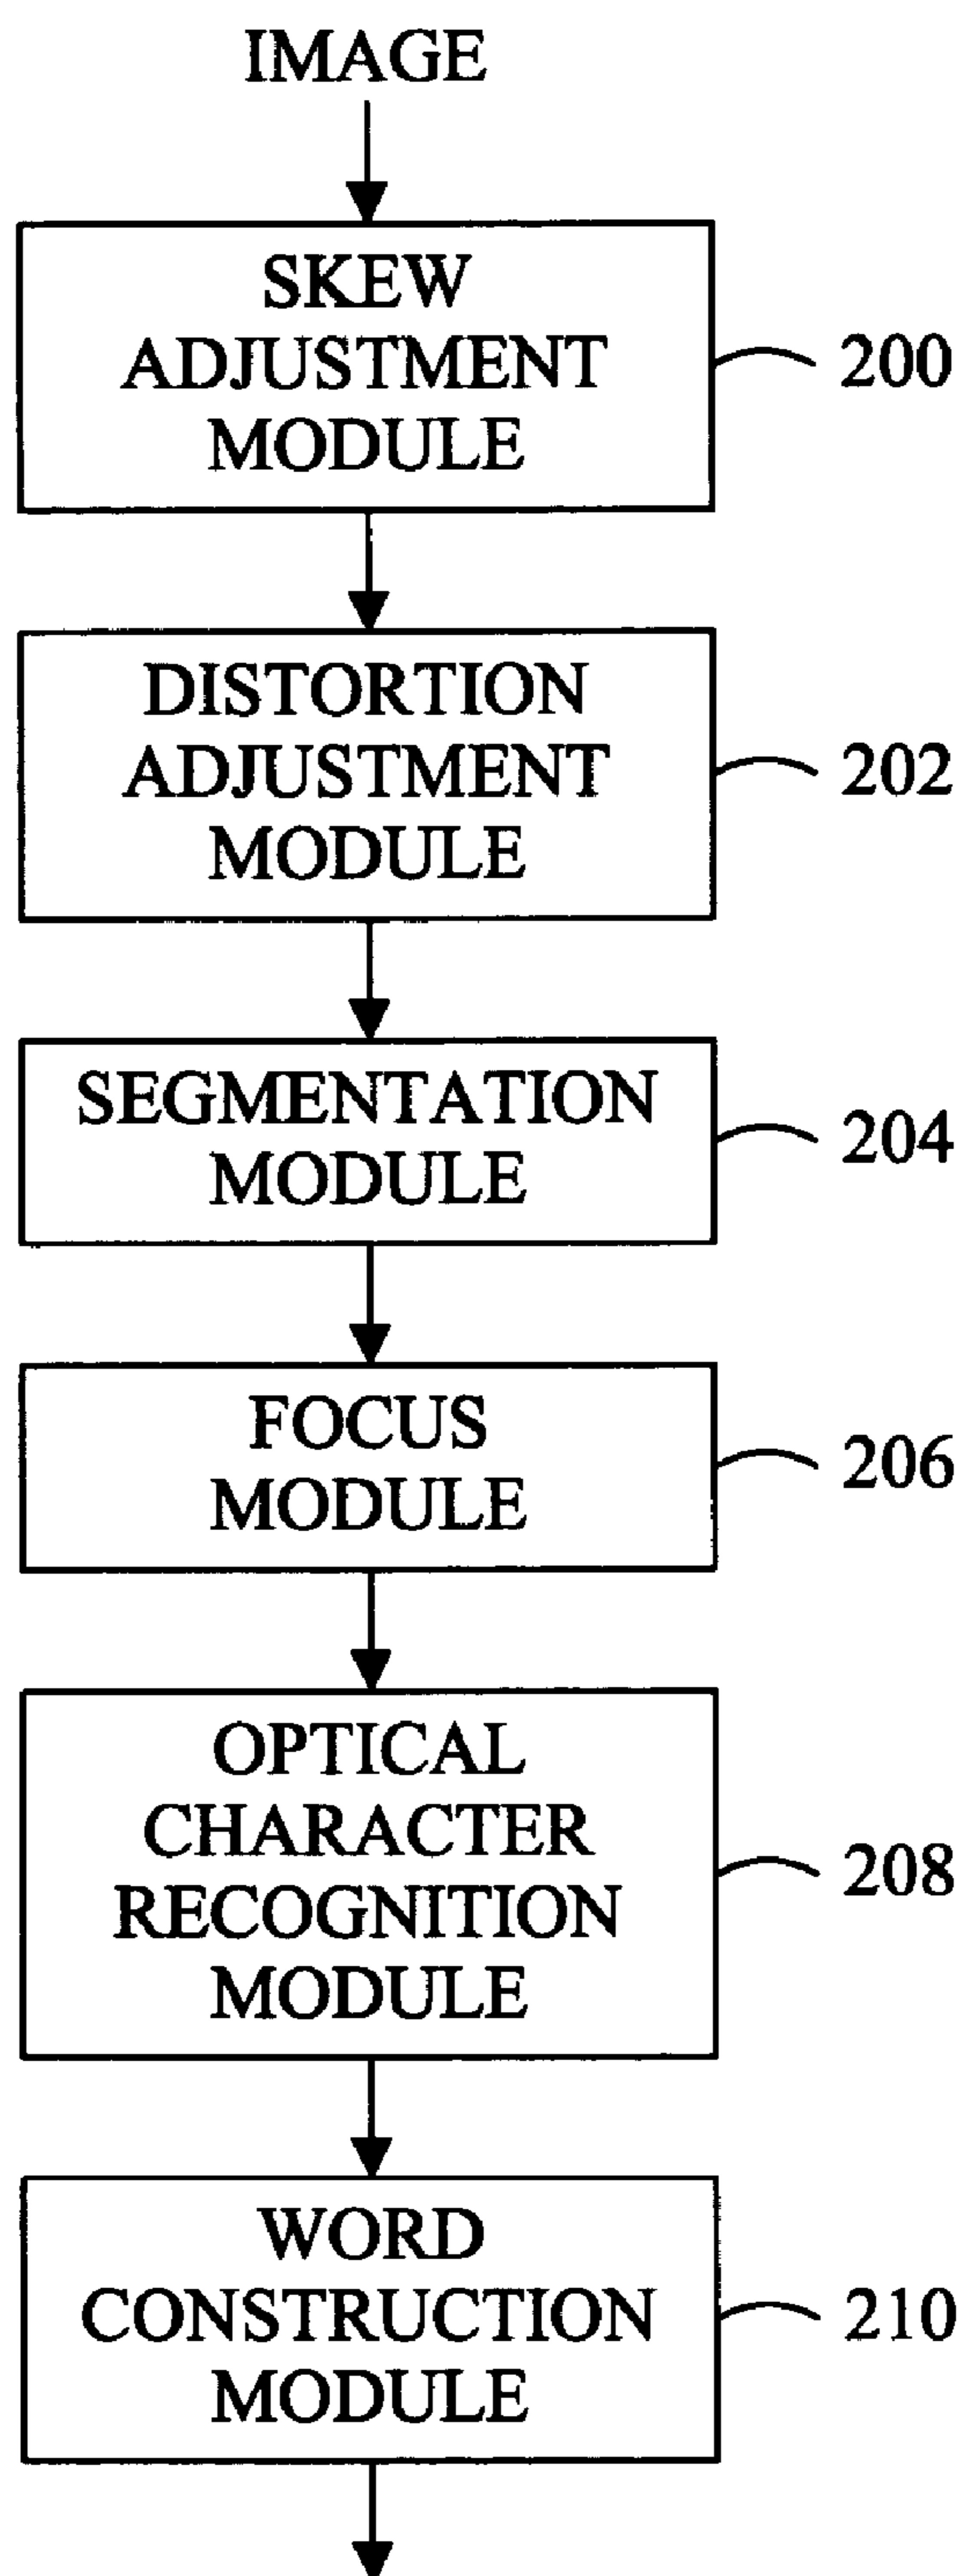 IMAGE
SKEW
ADJUSTMENT
MODULE
200
DISTORTION
ADJUSTMENT
MODULE
202
SEGMENTATION
MODULE
204
FOCUS
MODULE
206
OPTICAL
CHARACTER
RECOGNITION
MODULE
208
WORD
CONSTRUCTION
MODULE
210